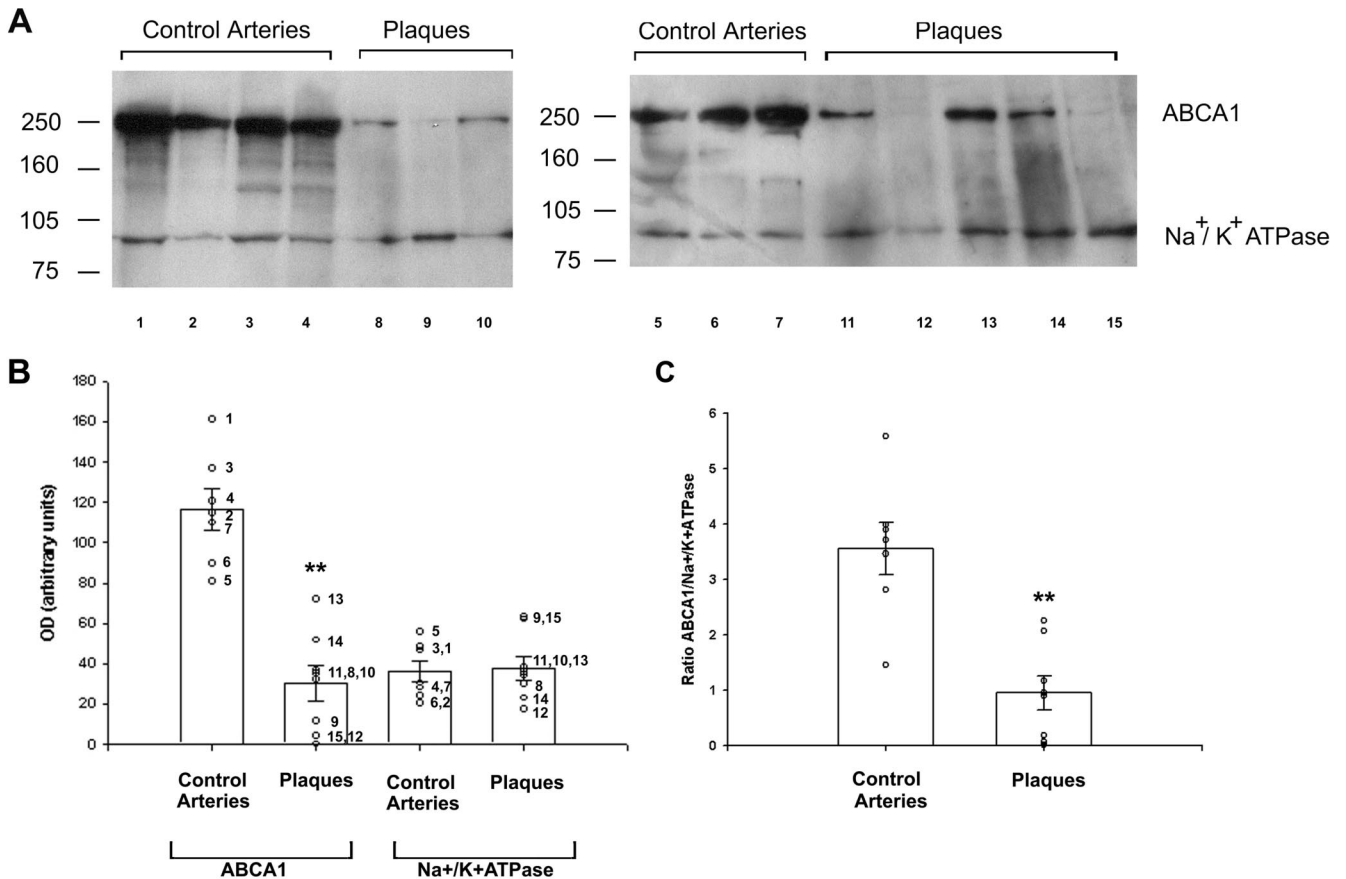 A
Control Arteries Plaques Control Arteries Plaques
250 250 ABCA1
160 160
105 105
Na+/ K+ ATPase
75 75
1 2 3 4 8 9 10 5 6 7 11 12 13 14 15
B
OD (arbitrary units)
180
160
140
120
100
80
60
40
20
0
1
3
4
2
7
6
5
**
13
14
11,8,10
9
15,12
5
3,1
4,7
6,2
9,15
11,10,13
8
14
12
Control Arteries
Plaques
Control Arteries
Plaques
ABCA1
Na+/K+ATPase
C
Ratio ABCA1/Na+/K+ATPase
6
5
4
3
2
1
0
**
Control Arteries
Plaques